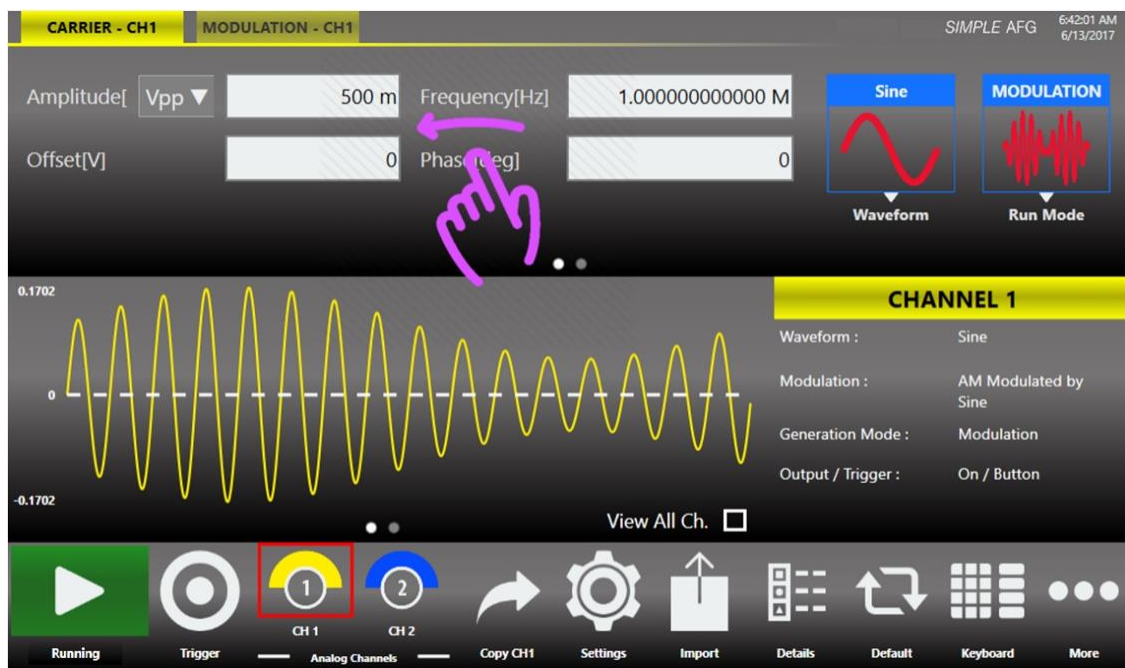 CARRIER - CH1 MODULATION - CH1 SIMPLE AFG 6:42:01 AM
6/13/2017
Amplitude[ Vpp 500 m Frequency[Hz] 1.000000000000 M Sine MODULATION
Offset[V] 0 Phase[deg] 0
Waveform Run Mode
0.1702
0
-0.1702
CHANNEL 1
Waveform : Sine
Modulation : AM Modulated by
Sine
Generation Mode : Modulation
Output / Trigger : On / Button
View All Ch.
1 2
CH 1 CH 2
Running Trigger Analog Channels Copy CH1 Settings Import Details Default Keyboard More